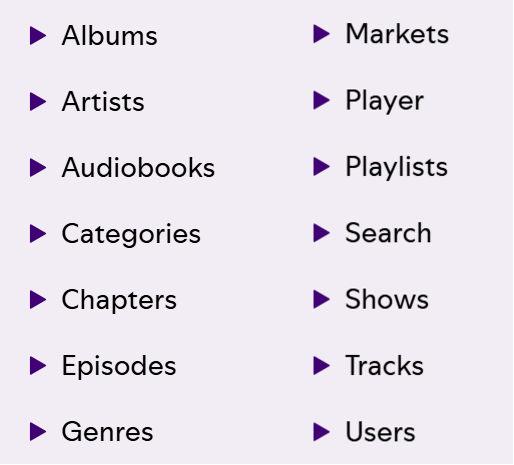 Albums
Artists
Audiobooks
Categories
Chapters
Episodes
Genres
Markets
Player
Playlists
Search
Shows
Tracks
Users